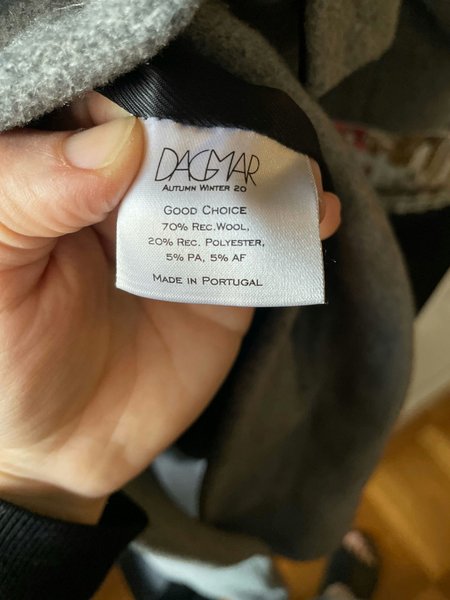 DAGMAR
AUTUMN WINTER 20
GOOD CHOICE
70% REC.WOOL,
20% REC. POLYESTER,
5% PA, 5% AF
MADE IN PORTUGAL